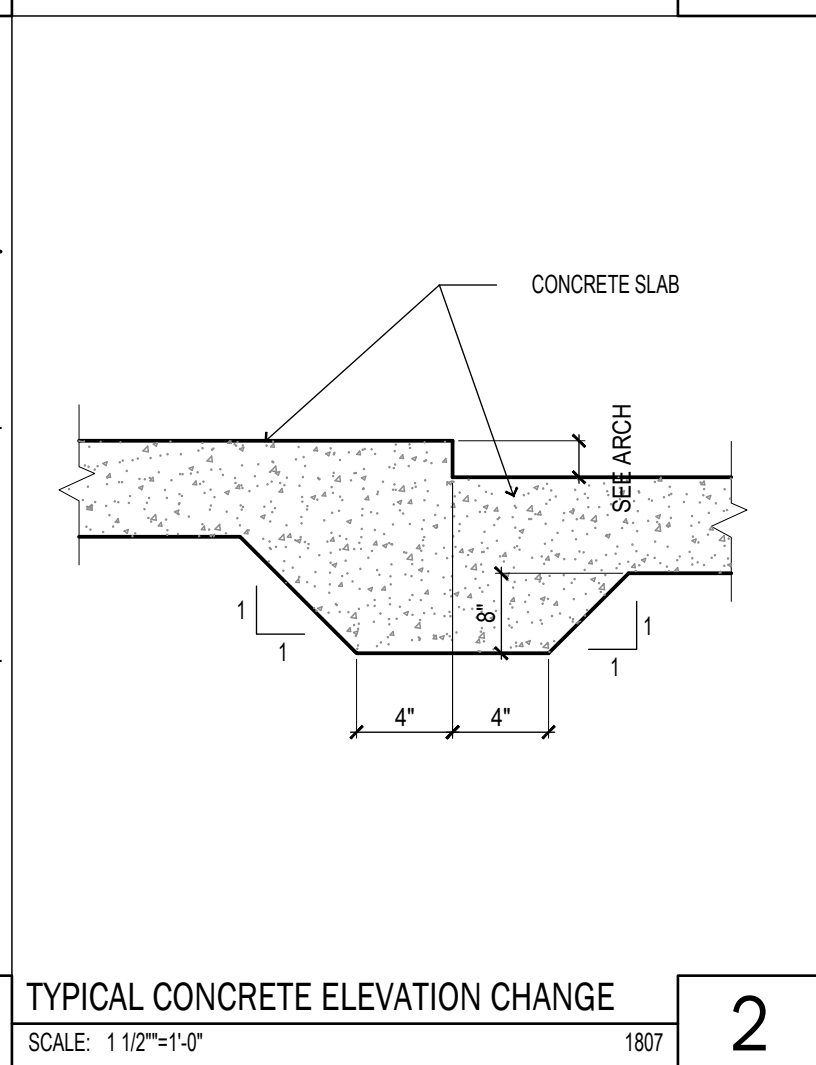 CONCRETE SLAB
SEE ARCH
1
1
8"
1
1
4" 4"
TYPICAL CONCRETE ELEVATION CHANGE
SCALE: 1 1/2""=1'-0" 1807
2